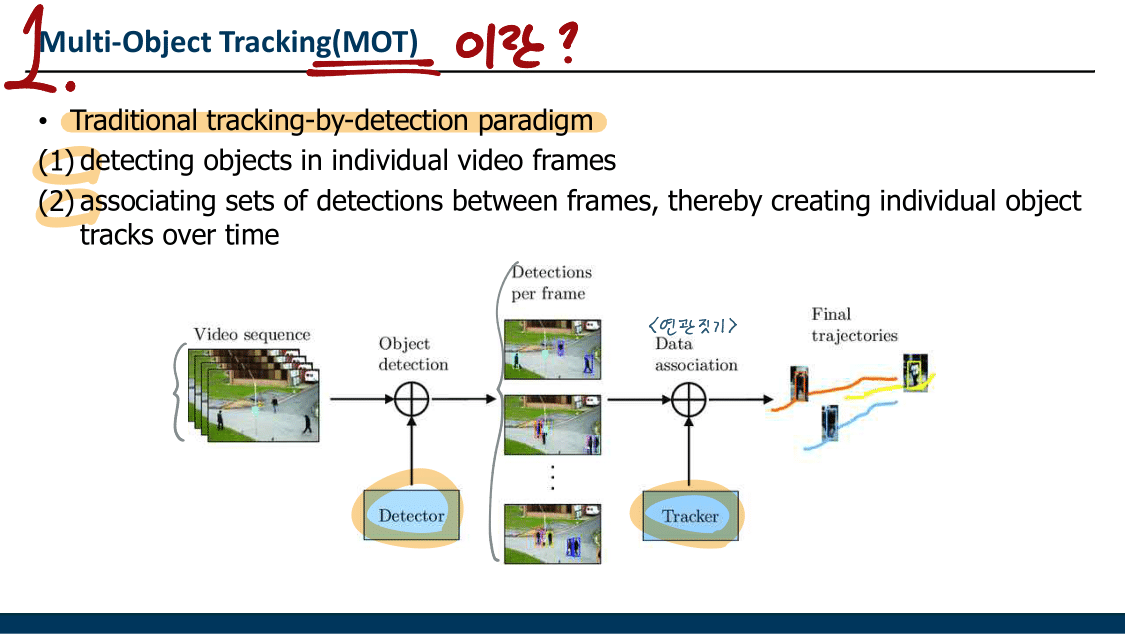 1.
Multi-Object Tracking(MOT) 이란?
• Traditional tracking-by-detection paradigm
(1) detecting objects in individual video frames
(2) associating sets of detections between frames, thereby creating individual object
tracks over time
Video sequence
Object
detection
Detector
Detections
per frame
<연관짓기>
Data
association
Tracker
Final
trajectories